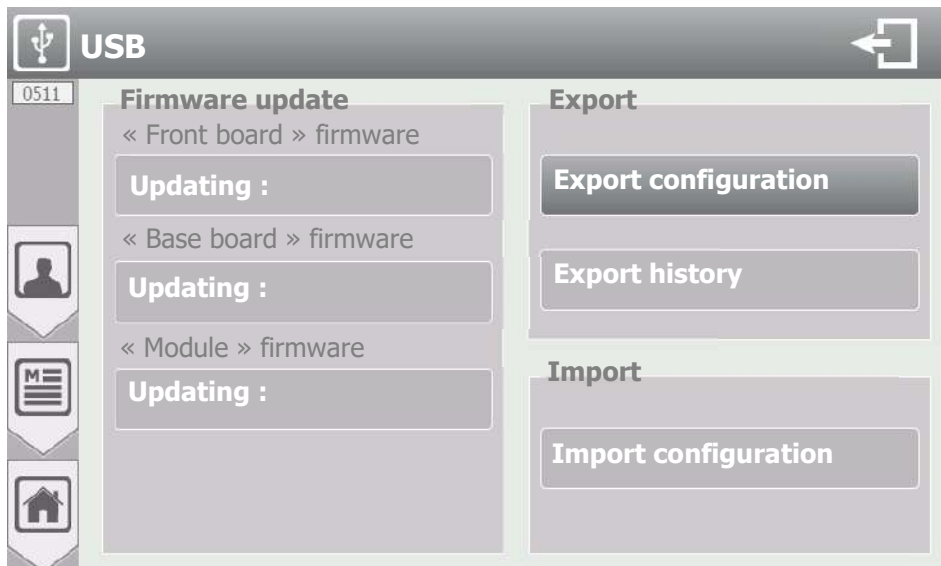 USB
0511
Firmware update
« Front board » firmware
Updating :
« Base board » firmware
Updating :
« Module » firmware
Updating :
Export
Export configuration
Export history
Import
Import configuration
M